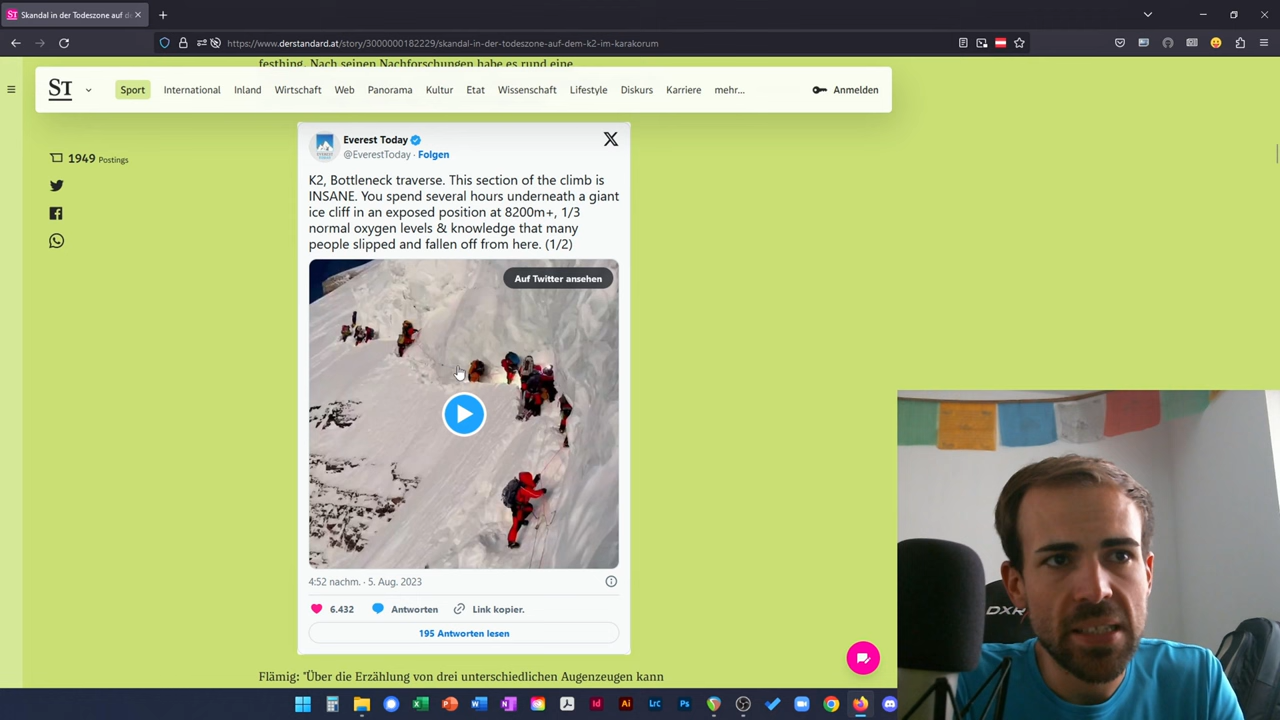 Skandal in der Todeszone auf de
https://www.derstandard.at/story/3000000182229/skandal-in-der-todeszone-auf-dem-k2-im-karakorum
festhing. Nach seinen Nachforschungen habe es rund eine
ST Sport International Inland Wirtschaft Web Panorama Kultur Etat Wissenschaft Lifestyle Diskurs Karriere mehr... Anmelden
1949 Postings
Everest Today
@EverestToday · Folgen
K2, Bottleneck traverse. This section of the climb is
INSANE. You spend several hours underneath a giant
ice cliff in an exposed position at 8200m+, 1/3
normal oxygen levels & knowledge that many
people slipped and fallen off from here. (1/2)
Auf Twitter ansehen
4:52 nachm. · 5. Aug. 2023
6.432 Antworten Link kopier.
195 Antworten lesen
Flämig: "Über die Erzählung von drei unterschiedlichen Augenzeugen kann
DXR